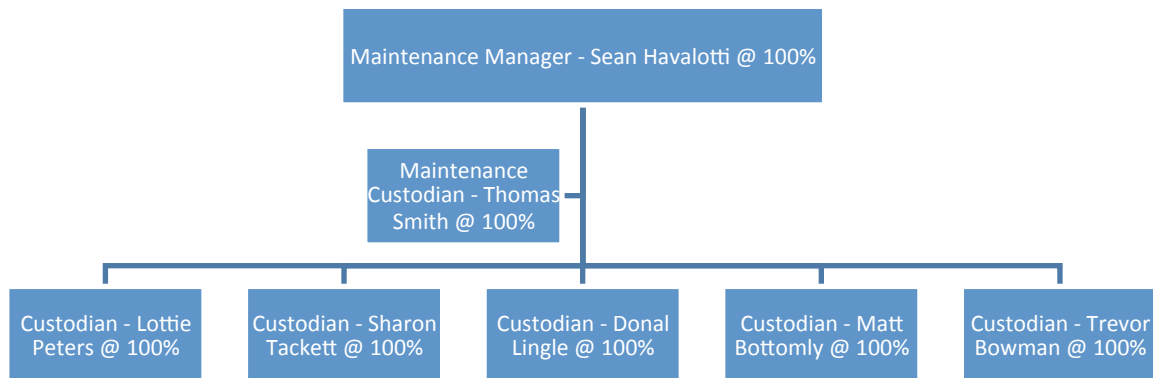 Maintenance Manager - Sean Havalotti @ 100%
Maintenance
Custodian - Thomas
Smith @ 100%
Custodian - Lottie
Peters @ 100%
Custodian - Sharon
Tackett @ 100%
Custodian - Donal
Lingle @ 100%
Custodian - Matt
Bottomly @ 100%
Custodian - Trevor
Bowman @ 100%